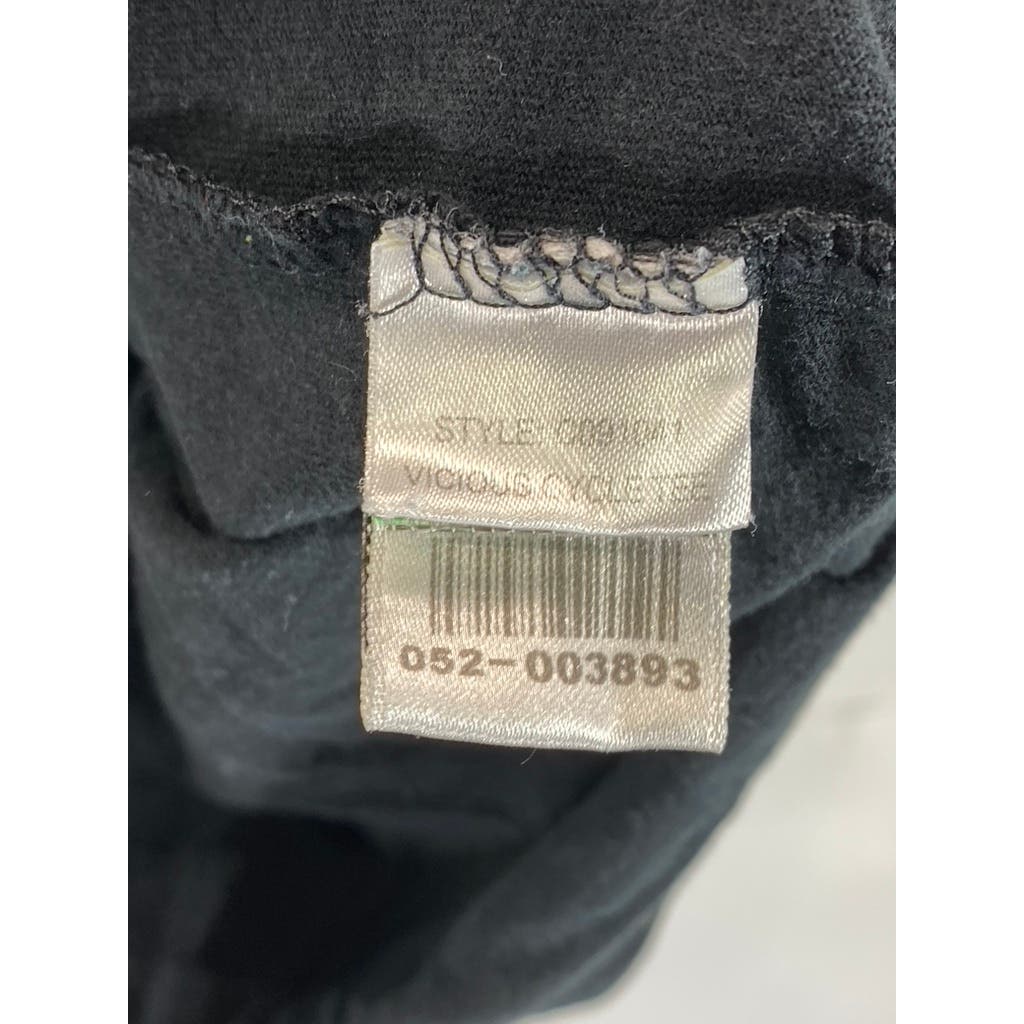 STYLE:
VICIOUS CYCLE TEE
052-003893